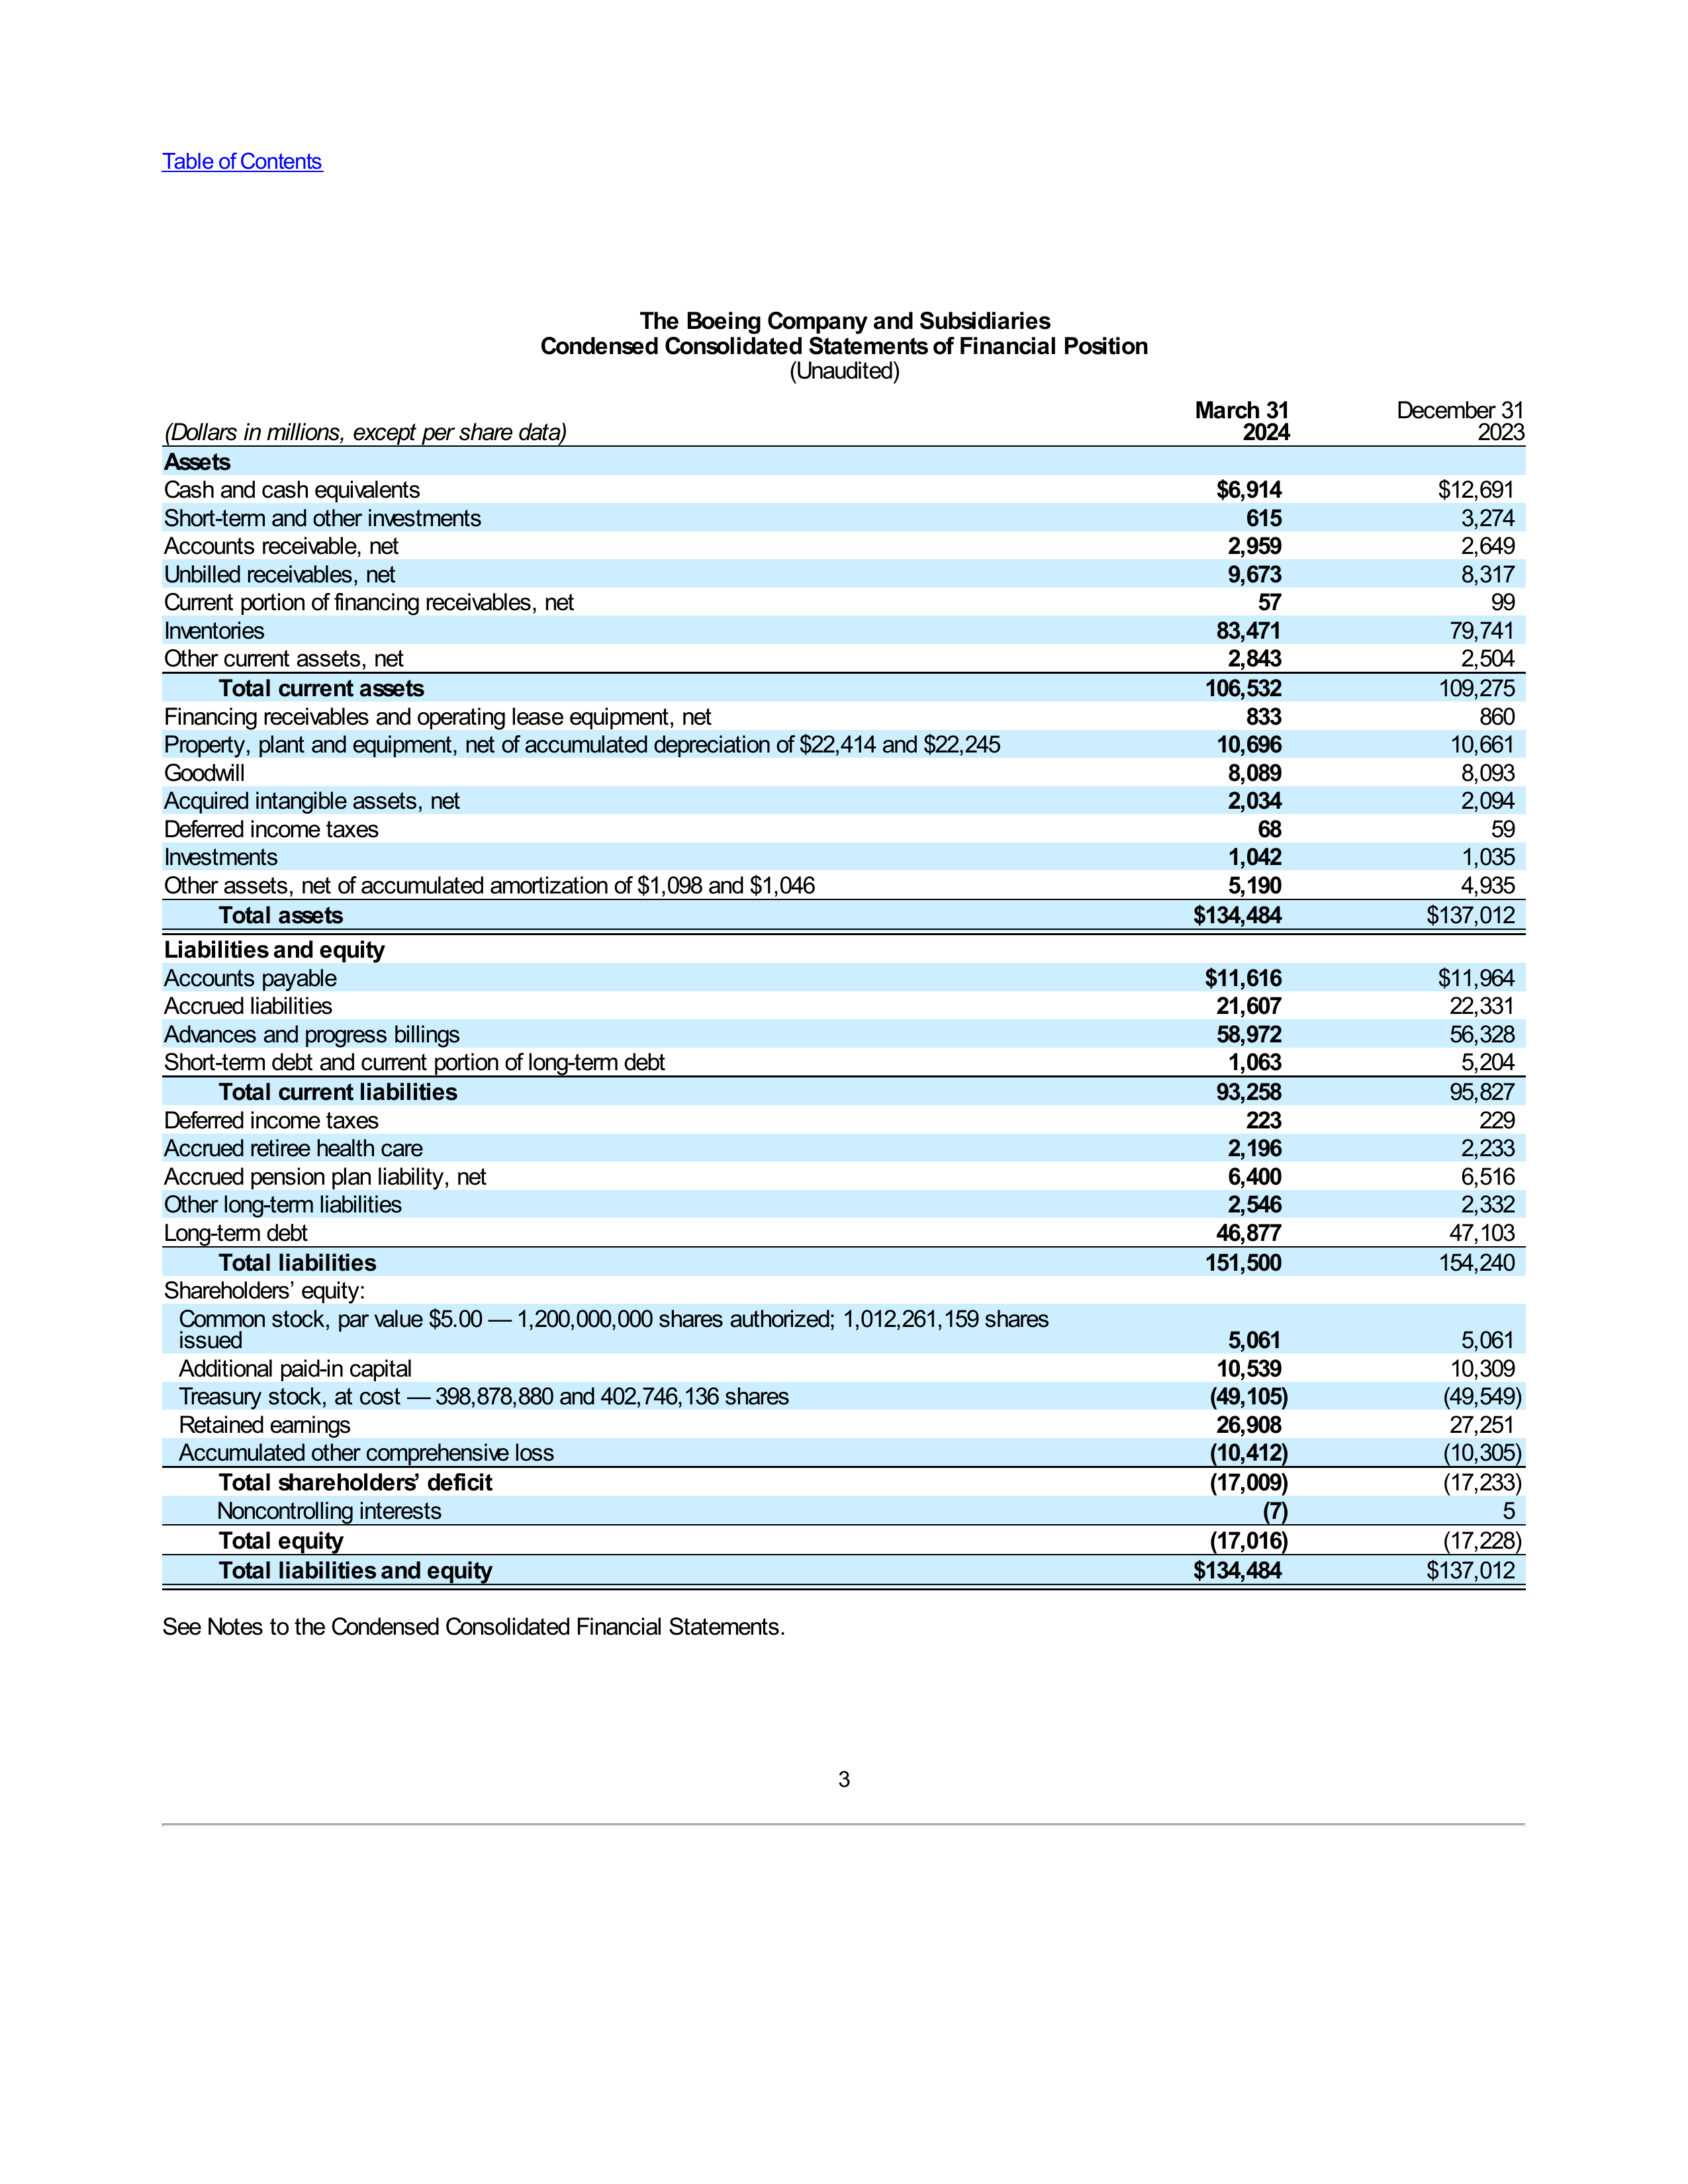 Table of Contents
The Boeing Company and Subsidiaries
Condensed Consolidated Statements of Financial Position
(Unaudited)
(Dollars in millions, except per share data) March 31 2024 December 31 2023
Assets
Cash and cash equivalents $6,914 $12,691
Short-term and other investments 615 3,274
Accounts receivable, net 2,959 2,649
Unbilled receivables, net 9,673 8,317
Current portion of financing receivables, net 57 99
Inventories 83,471 79,741
Other current assets, net 2,843 2,504
Total current assets 106,532 109,275
Financing receivables and operating lease equipment, net 833 860
Property, plant and equipment, net of accumulated depreciation of $22,414 and $22,245 10,696 10,661
Goodwill 8,089 8,093
Acquired intangible assets, net 2,034 2,094
Deferred income taxes 68 59
Investments 1,042 1,035
Other assets, net of accumulated amortization of $1,098 and $1,046 5,190 4,935
Total assets $134,484 $137,012
Liabilities and equity
Accounts payable $11,616 $11,964
Accrued liabilities 21,607 22,331
Advances and progress billings 58,972 56,328
Short-term debt and current portion of long-term debt 1,063 5,204
Total current liabilities 93,258 95,827
Deferred income taxes 223 229
Accrued retiree health care 2,196 2,233
Accrued pension plan liability, net 6,400 6,516
Other long-term liabilities 2,546 2,332
Long-term debt 46,877 47,103
Total liabilities 151,500 154,240
Shareholders’ equity:
Common stock, par value $5.00 — 1,200,000,000 shares authorized; 1,012,261,159 shares
issued 5,061 5,061
Additional paid-in capital 10,539 10,309
Treasury stock, at cost — 398,878,880 and 402,746,136 shares (49,105) (49,549)
Retained earnings 26,908 27,251
Accumulated other comprehensive loss (10,412) (10,305)
Total shareholders’ deficit (17,009) (17,233)
Noncontrolling interests (7) 5
Total equity (17,016) (17,228)
Total liabilities and equity $134,484 $137,012
See Notes to the Condensed Consolidated Financial Statements.
3